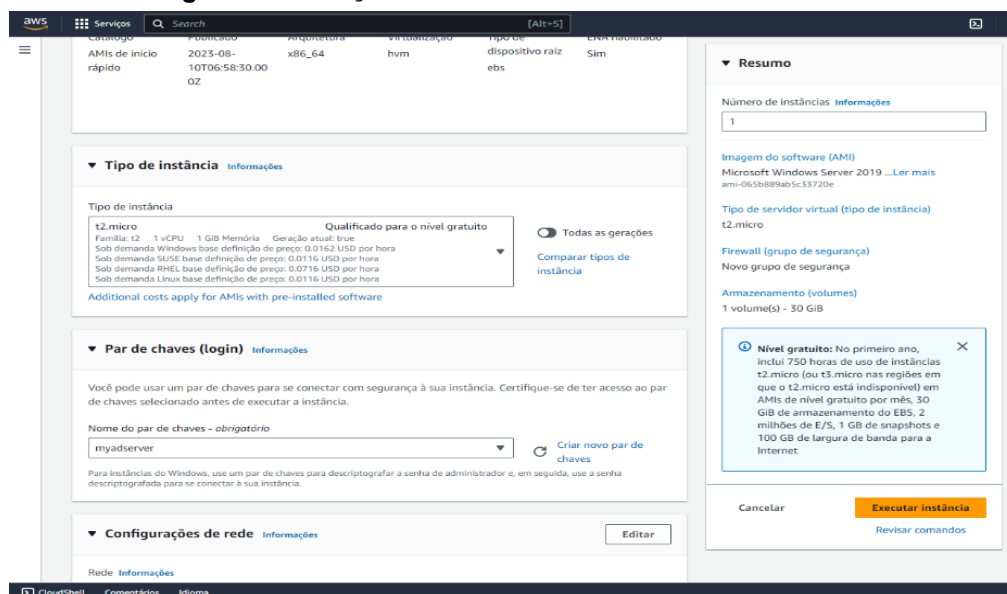 aws
Serviços
Search
[Alt+S]
Catálogo Publicado Arquitetura Virtualização Tipo de dispositivo raiz ENA habilitado
AMIs de início rápido
2023-08-10T06:58:30.000Z
x86_64
hvm
ebs
Sim
▼ Tipo de instância Informações
Tipo de instância
t2.micro Qualificado para o nível gratuito
Família: t2 1 vCPU 1 GiB Memória Geração atual: true
Sob demanda Windows base definição de preço: 0.0162 USD por hora
Sob demanda SUSE base definição de preço: 0.0116 USD por hora
Sob demanda RHEL base definição de preço: 0.0716 USD por hora
Sob demanda Linux base definição de preço: 0.0116 USD por hora
Todas as gerações
Comparar tipos de
instância
Additional costs apply for AMIs with pre-installed software
▼ Par de chaves (login) Informações
Você pode usar um par de chaves para se conectar com segurança à sua instância. Certifique-se de ter acesso ao par
de chaves selecionado antes de executar a instância.
Nome do par de chaves - obrigatório
myadserver
Criar novo par de
chaves
Para instâncias do Windows, use um par de chaves para descriptografar a senha de administrador e, em seguida, use a senha
descriptografada para se conectar à sua instância.
▼ Configurações de rede Informações
Editar
Rede Informações
▼ Resumo
Número de instâncias Informações
1
Imagem do software (AMI)
Microsoft Windows Server 2019 ...Ler mais
ami-065b889ab5c33720e
Tipo de servidor virtual (tipo de instância)
t2.micro
Firewall (grupo de segurança)
Novo grupo de segurança
Armazenamento (volumes)
1 volume(s) - 30 GiB
Nível gratuito: No primeiro ano,
inclui 750 horas de uso de instâncias
t2.micro (ou t3.micro nas regiões em
que o t2.micro está indisponível) em
AMIs de nível gratuito por mês, 30
GiB de armazenamento do EBS, 2
milhões de E/S, 1 GB de snapshots e
100 GB de largura de banda para a
Internet
Cancelar
Executar instância
Revisar comandos
CloudShell Comentários Idioma